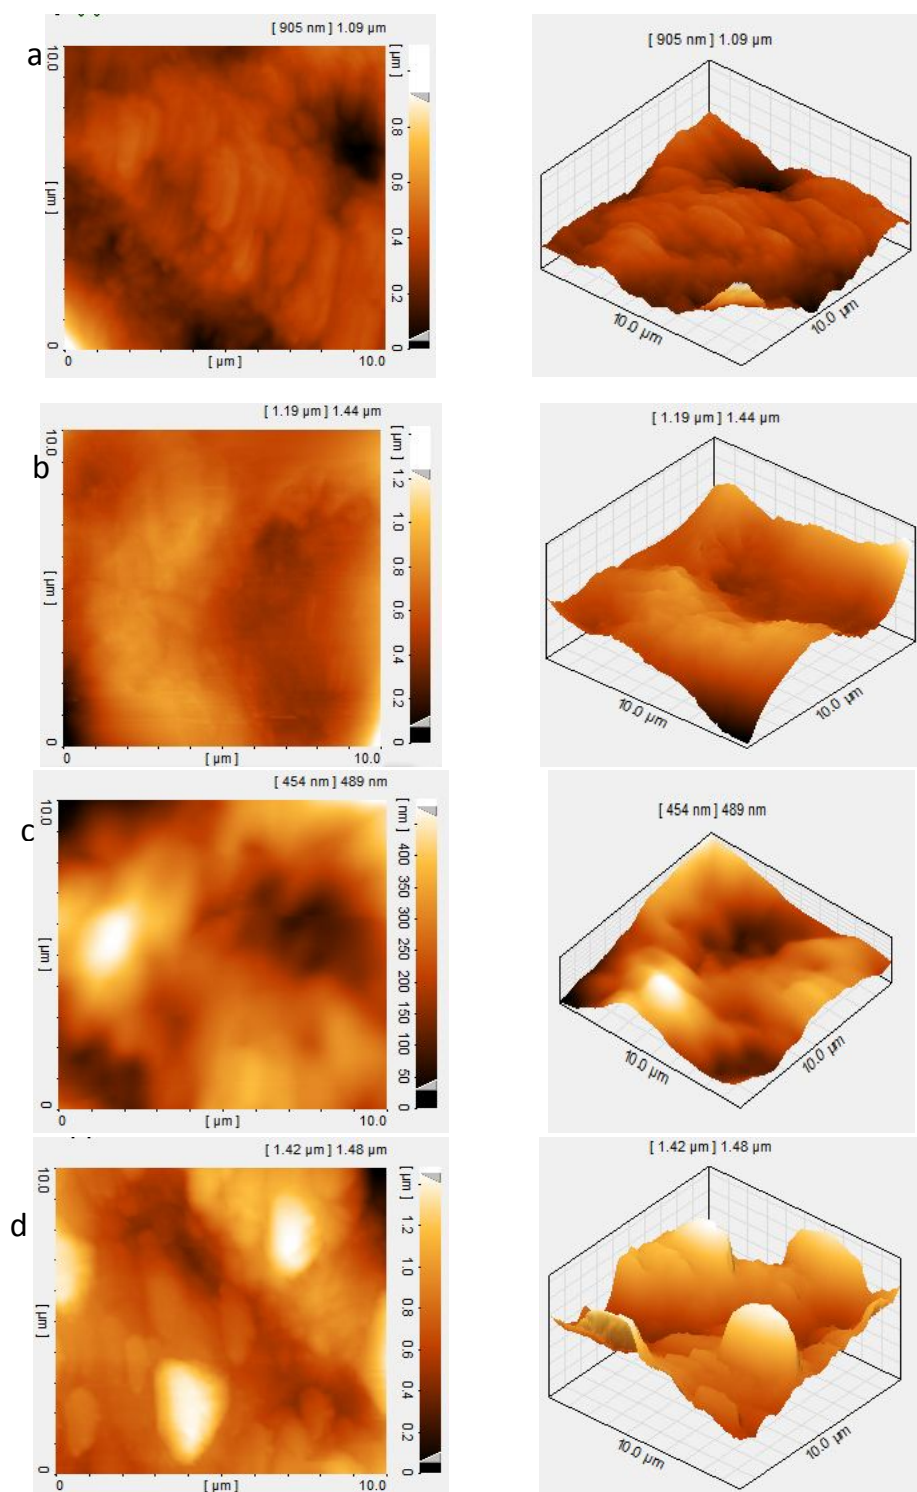 a
[ 905 nm ] 1.09 µm
10.0
[ µm ]
0
0
[ µm ]
10.0
[ µm ]
0.8
0.6
0.4
0.2
0
[ 905 nm ] 1.09 µm
10.0 µm
10.0 µm
b
[ 1.19 µm ] 1.44 µm
10.0
[ µm ]
0
0
[ µm ]
10.0
[ µm ]
1.2
1.0
0.8
0.6
0.4
0.2
0
[ 1.19 µm ] 1.44 µm
10.0 µm
10.0 µm
c
[ 454 nm ] 489 nm
10.0
[ µm ]
0
0
[ µm ]
10.0
[ nm ]
400
350
300
250
200
150
100
50
0
[ 454 nm ] 489 nm
10.0 µm
10.0 µm
d
[ 1.42 µm ] 1.48 µm
10.0
[ µm ]
0
0
[ µm ]
10.0
[ µm ]
1.2
1.0
0.8
0.6
0.4
0.2
0
[ 1.42 µm ] 1.48 µm
10.0 µm
10.0 µm